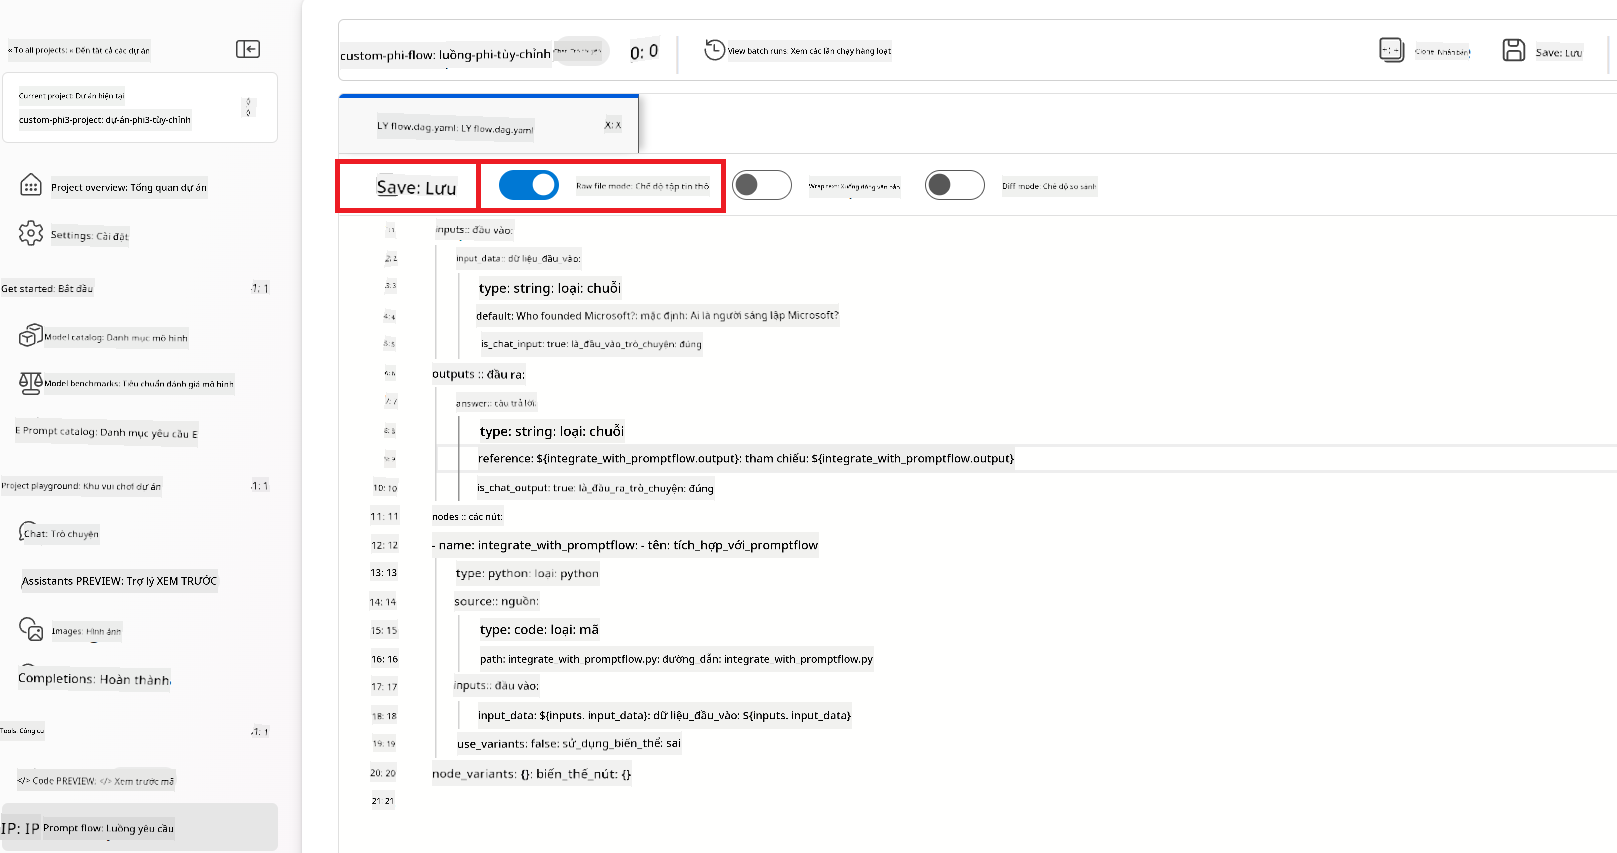 « To all projects: « Đến tất cả các dự án
Current project: Dự án hiện tại
custom-phi3-project: dự-án-phi3-tùy-chỉnh
Project overview: Tổng quan dự án
Settings: Cài đặt
Get started: Bắt đầu
1: 1
Model catalog: Danh mục mô hình
Model benchmarks: Tiêu chuẩn đánh giá mô hình
E Prompt catalog: Danh mục yêu cầu E
Project playground: Khu vui chơi dự án
1: 1
Chat: Trò chuyện
Assistants PREVIEW: Trợ lý XEM TRƯỚC
Images: Hình ảnh
Completions: Hoàn thành
Tools: Công cụ
1: 1
</> Code PREVIEW: </> Xem trước mã
IP: IP Prompt flow: Luồng yêu cầu
custom-phi-flow: luồng-phi-tùy-chỉnh
Chat: Trò chuyện
0: 0
View batch runs: Xem các lần chạy hàng loạt
Clone: Nhân bản
Save: Lưu
LY flow.dag.yaml: LY flow.dag.yaml
X: X
Save: Lưu
Raw file mode: Chế độ tập tin thô
Wrap text: Xuống dòng văn bản
Diff mode: Chế độ so sánh
1: 1 inputs:: đầu vào:
2: 2 input_data:: dữ liệu_đầu_vào:
3: 3 type: string: loại: chuỗi
4: 4 default: Who founded Microsoft?: mặc định: Ai là người sáng lập Microsoft?
5: 5 is_chat_input: true: là_đầu_vào_trò_chuyện: đúng
6: 6 outputs :: đầu ra:
7: 7 answer:: câu trả lời:
8: 8 type: string: loại: chuỗi
9: 9 reference: ${integrate_with_promptflow.output}: tham chiếu: ${integrate_with_promptflow.output}
10: 10 is_chat_output: true: là_đầu_ra_trò_chuyện: đúng
11: 11 nodes :: các nút:
12: 12 - name: integrate_with_promptflow: - tên: tích_hợp_với_promptflow
13: 13 type: python: loại: python
14: 14 source:: nguồn:
15: 15 type: code: loại: mã
16: 16 path: integrate_with_promptflow.py: đường_dẫn: integrate_with_promptflow.py
17: 17 inputs:: đầu vào:
18: 18 input_data: ${inputs. input_data}: dữ liệu_đầu_vào: ${inputs. input_data}
19: 19 use_variants: false: sử_dụng_biến_thể: sai
20: 20 node_variants: {}: biến_thể_nút: {}
21: 21